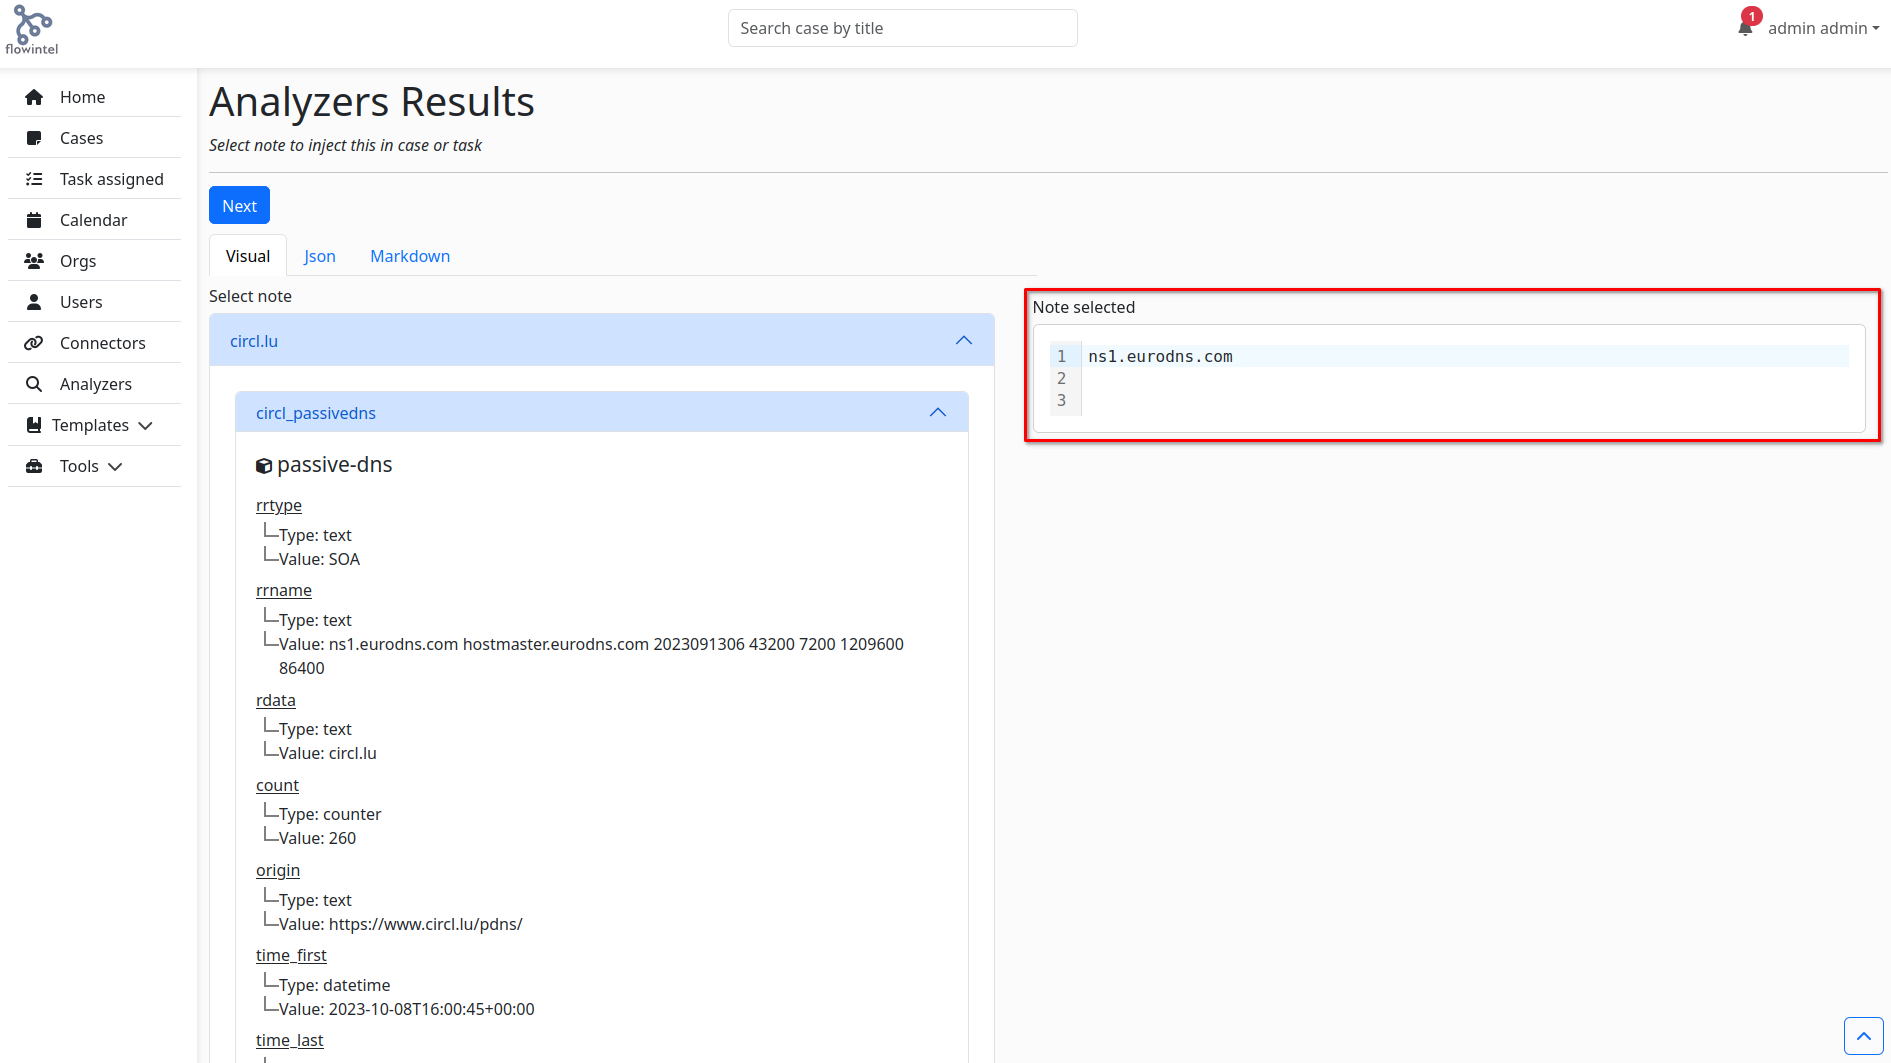 flowintel
Search case by title
1
admin admin
Home
Cases
Task assigned
Calendar
Orgs
Users
Connectors
Analyzers
Templates
Tools
Analyzers Results
Select note to inject this in case or task
Next
Visual
Json
Markdown
Select note
circl.lu
circl_passivedns
passive-dns
rrtype
Type: text
Value: SOA
rrname
Type: text
Value: ns1.eurodns.com hostmaster.eurodns.com 2023091306 43200 7200 1209600
86400
rdata
Type: text
Value: circl.lu
count
Type: counter
Value: 260
origin
Type: text
Value: https://www.circl.lu/pdns/
time_first
Type: datetime
Value: 2023-10-08T16:00:45+00:00
time_last
Note selected
1 ns1.eurodns.com
2
3